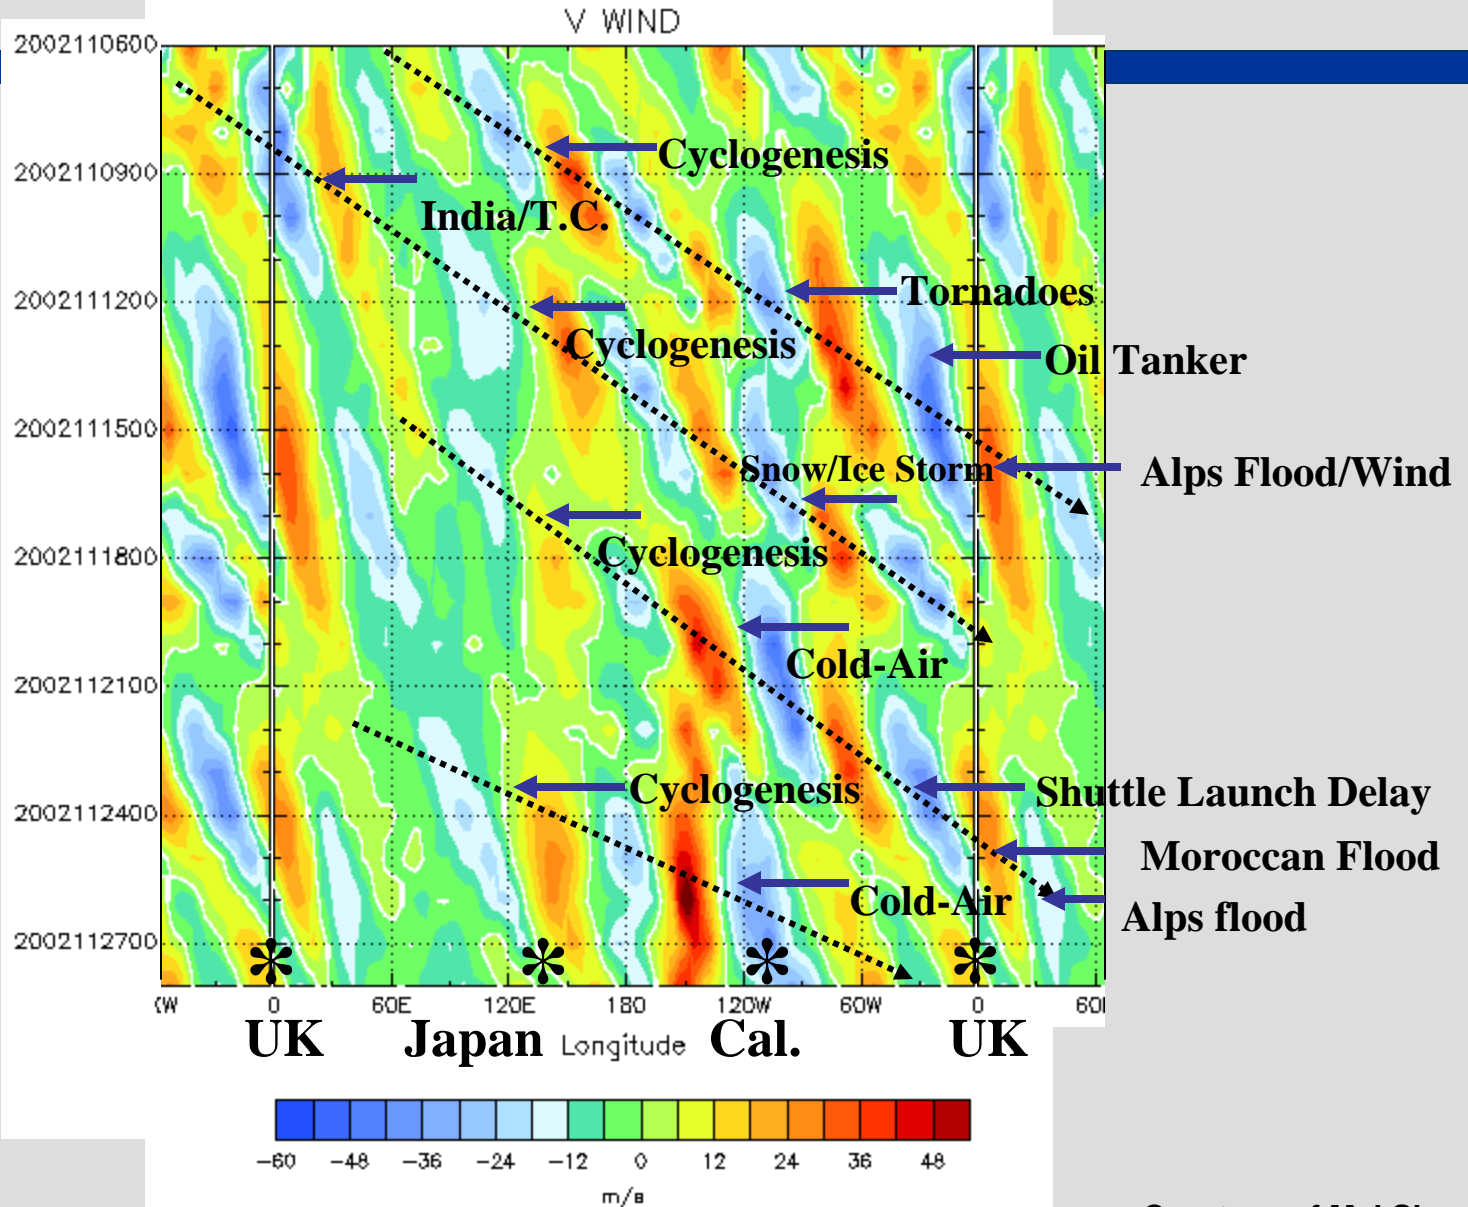 V WIND
2002110600
Cyclogenesis
2002110900
India/T.C.
Tornadoes
2002111200
Cyclogenesis
Oil Tanker
2002111500
Snow/Ice Storm
Alps Flood/Wind
Cyclogenesis
2002111800
Cold-Air
2002112100
Cyclogenesis
Shuttle Launch Delay
2002112400
Moroccan Flood
Cold-Air
Alps flood
2002112700
0 60E 120E 180 120W 60W 0
UK Japan Longitude Cal. UK
-60 -48 -36 -24 -12 0 12 24 36 48
m/s